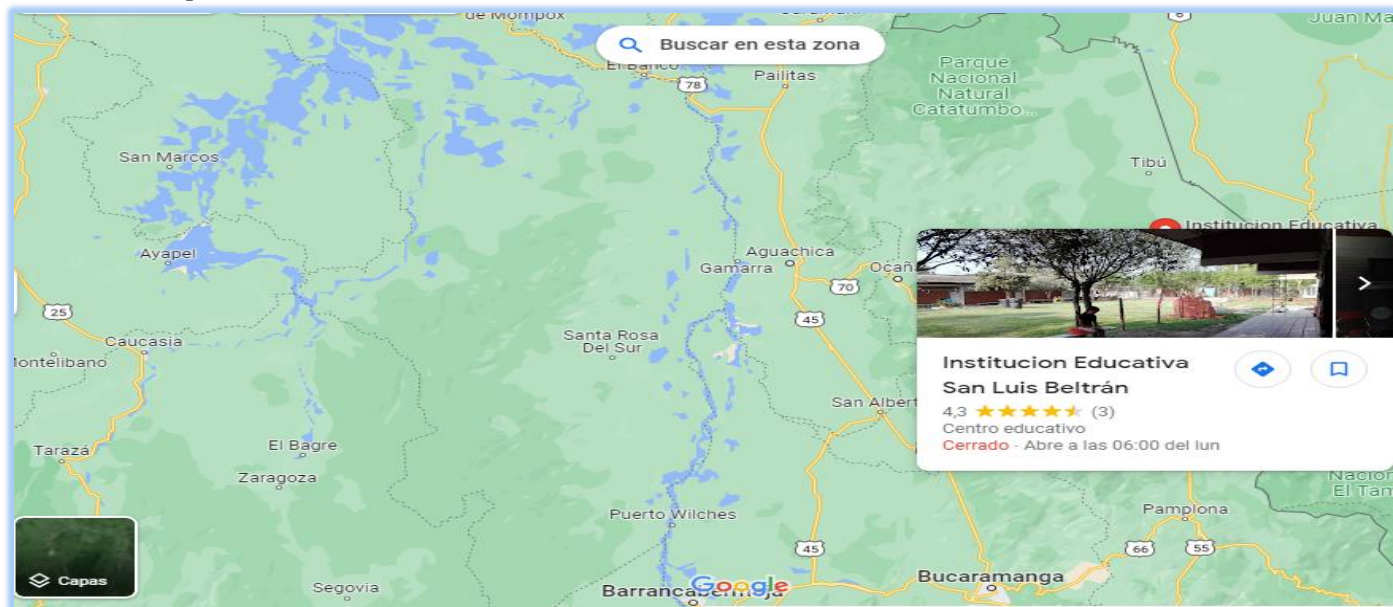 de Mompox
6
Juan Ma
Buscar en esta zona
El Banco
78
Pailitas
Parque
Nacional
Natural
Catatumbo...
San Marcos
Tibú
Institucion Educativa
Ayapel
Aguachica
Gamarra
Ocañ
70
25
45
Caucasia
Santa Rosa
Del Sur
Montelibano
Institucion Educativa
San Luis Beltrán
4,3 (3)
Centro educativo
Cerrado · Abre a las 06:00 del lun
San Albert
El Bagre
Tarazá
Zaragoza
Nacion
El Tam
Pamplona
Puerto Wilches
45
66
55
Capas
Segovia
Barrancabermeja
Google
Bucaramanga